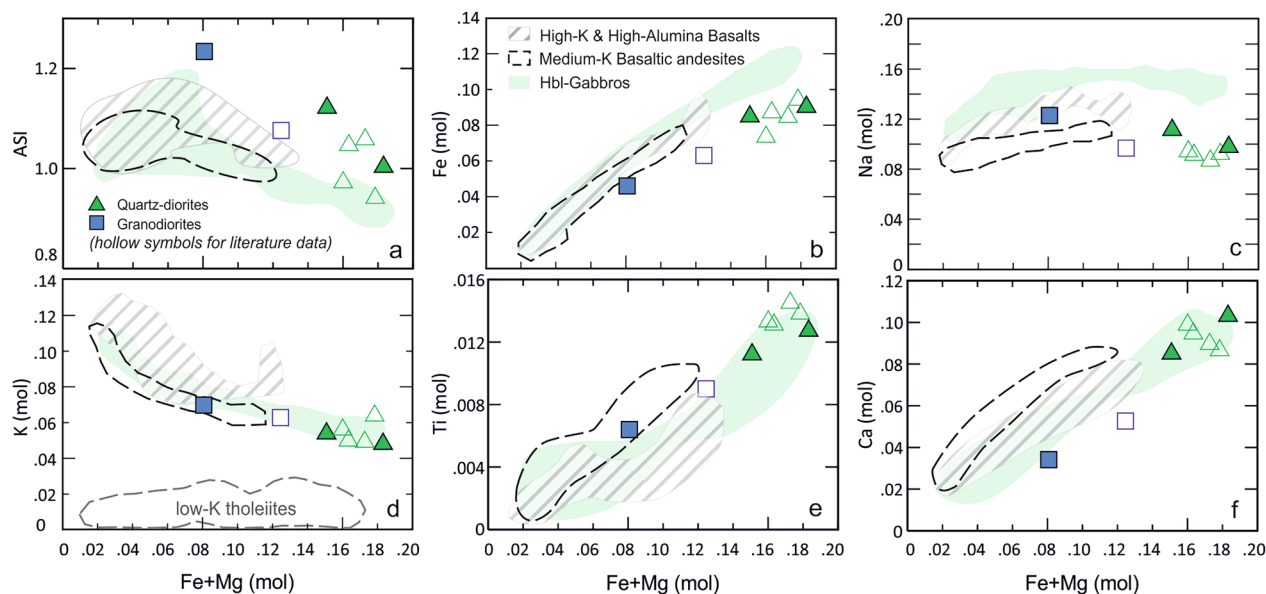 1.2
1.0
0.8
ASI
Quartz-diorites
Granodiorites
(hollow symbols for literature data)
a
.14
.12
.10
.08
.06
.04
.02
Fe (mol)
High-K & High-Alumina Basalts
Medium-K Basaltic andesites
Hbl-Gabbros
b
.20
.16
.12
.08
.04
0
Na (mol)
c
.14
.12
.10
.08
.06
.04
.02
0
K (mol)
low-K tholeiites
d
0 .02 .04 .06 .08 .10 .12 .14 .16 .18 .20
Fe+Mg (mol)
.016
.012
.008
.004
0
Ti (mol)
e
0 .02 .04 .06 .08 .10 .12 .14 .16 .18 .20
Fe+Mg (mol)
.12
.10
.08
.06
.04
.02
0
Ca (mol)
f
0 .02 .04 .06 .08 .10 .12 .14 .16 .18 .20
Fe+Mg (mol)